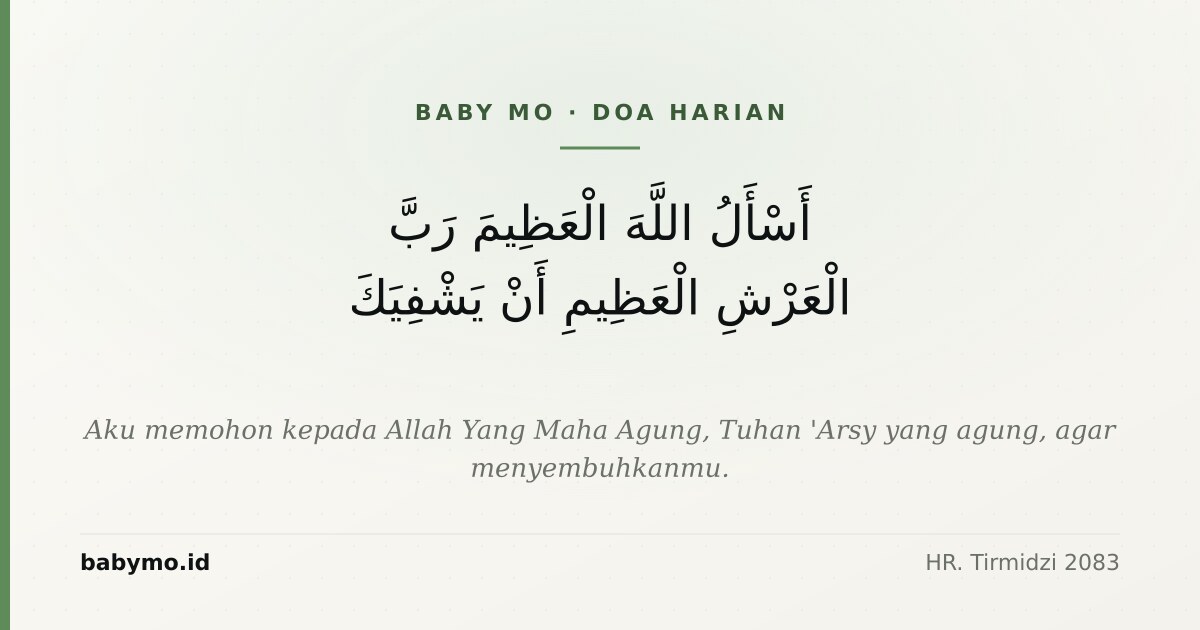 BABY MO · DOA HARIAN
أَسْأَلُ اللَّهَ الْعَظِيمَ رَبَّ
الْعَرْشِ الْعَظِيمِ أَنْ يَشْفِيَكَ
Aku memohon kepada Allah Yang Maha Agung, Tuhan 'Arsy yang agung, agar
menyembuhkanmu.
babymo.id
HR. Tirmidzi 2083